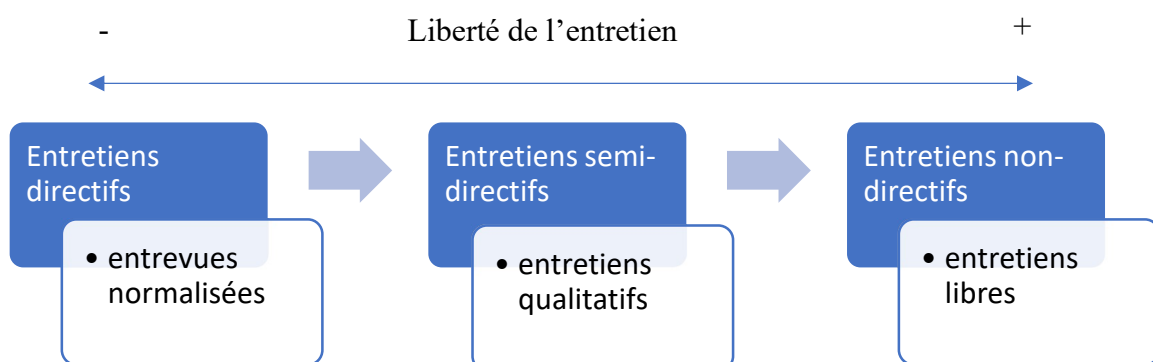 - Liberté de l’entretien +
Entretiens
directifs
• entrevues
normalisées
Entretiens semi-
directifs
• entretiens
qualitatifs
Entretiens non-
directifs
• entretiens
libres